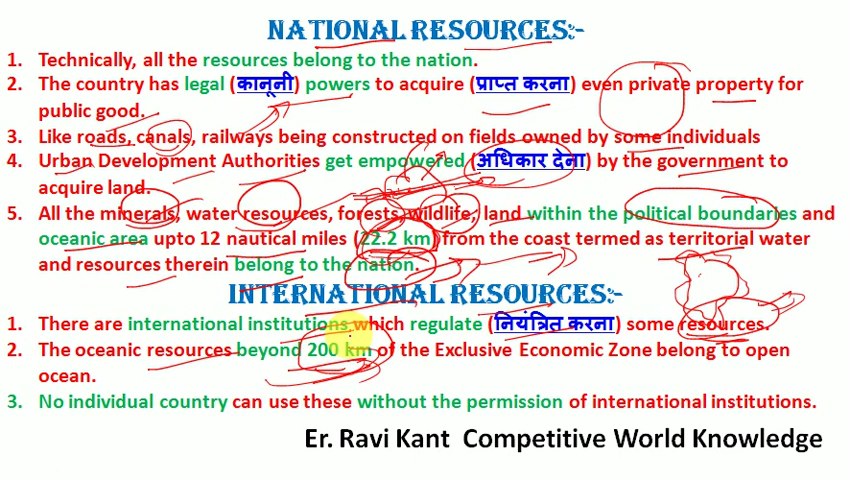 NATIONAL RESOURCES:-
1. Technically, all the resources belong to the nation.
2. The country has legal (कानूनी) powers to acquire (प्राप्त करना) even private property for
public good.
3. Like roads, canals, railways being constructed on fields owned by some individuals
4. Urban Development Authorities get empowered (अधिकार देना) by the government to
acquire land.
5. All the minerals, water resources, forests, wildlife, land within the political boundaries and
oceanic area upto 12 nautical miles (22.2 km) from the coast termed as territorial water
and resources therein belong to the nation.
INTERNATIONAL RESOURCES:-
1. There are international institutions which regulate (नियंत्रित करना) some resources.
2. The oceanic resources beyond 200 km of the Exclusive Economic Zone belong to open
ocean.
3. No individual country can use these without the permission of international institutions.
Er. Ravi Kant Competitive World Knowledge